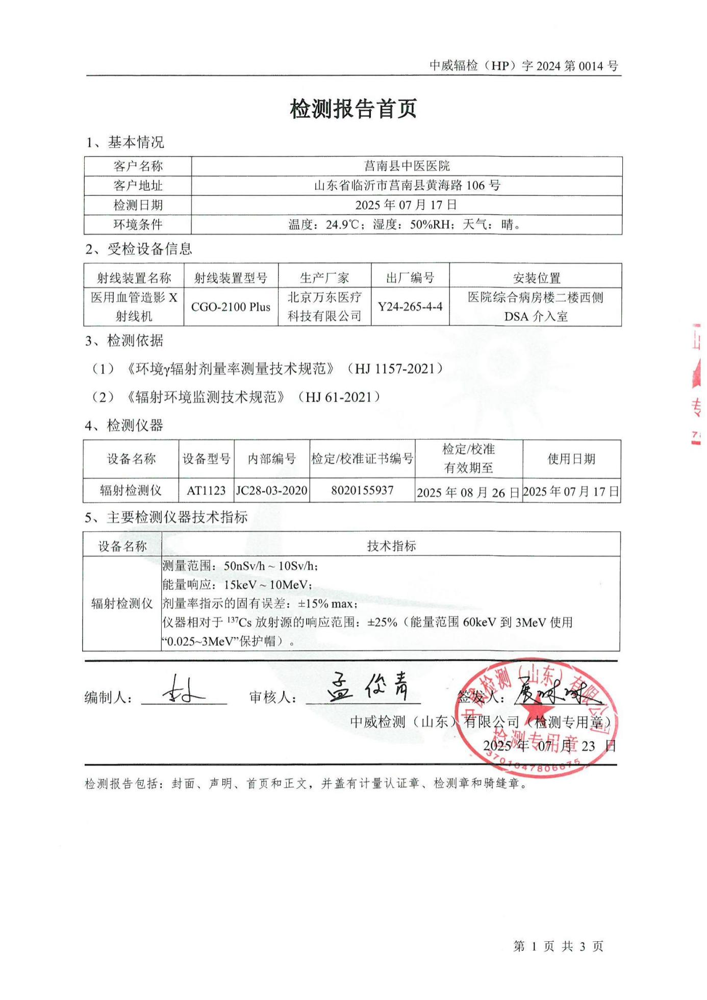 中威辐检（HP）字 2024 第 0014 号
检测报告首页
1、基本情况
客户名称 莒南县中医医院
客户地址 山东省临沂市莒南县黄海路 106 号
检测日期 2025 年 07 月 17 日
环境条件 温度：24.9℃；湿度：50%RH；天气：晴。
2、受检设备信息
射线装置名称 射线装置型号 生产厂家 出厂编号 安装位置
医用血管造影 X 射线机 CGO-2100 Plus 北京万东医疗科技有限公司 Y24-265-4-4 医院综合病房楼二楼西侧 DSA 介入室
3、检测依据
（1）《环境γ辐射剂量率测量技术规范》（HJ 1157-2021）
（2）《辐射环境监测技术规范》（HJ 61-2021）
4、检测仪器
设备名称 设备型号 内部编号 检定/校准证书编号 检定/校准有效期至 使用日期
辐射检测仪 AT1123 JC28-03-2020 8020155937 2025 年 08 月 26 日 2025 年 07 月 17 日
5、主要检测仪器技术指标
设备名称 技术指标
辐射检测仪
测量范围：50nSv/h ~ 10Sv/h；
能量响应：15keV ~ 10MeV；
剂量率指示的固有误差：±15% max；
仪器相对于 ¹³⁷Cs 放射源的响应范围：±25%（能量范围 60keV 到 3MeV 使用
“0.025~3MeV”保护帽）。
编制人： 审核人：孟俊青 签发人：
中威检测（山东）有限公司（检测专用章）
2025 年 07 月 23 日
中威检测（山东）有限公司
检测专用章
3701047806675
检测报告包括：封面、声明、首页和正文，并盖有计量认证章、检测章和骑缝章。
山
专
第 1 页 共 3 页